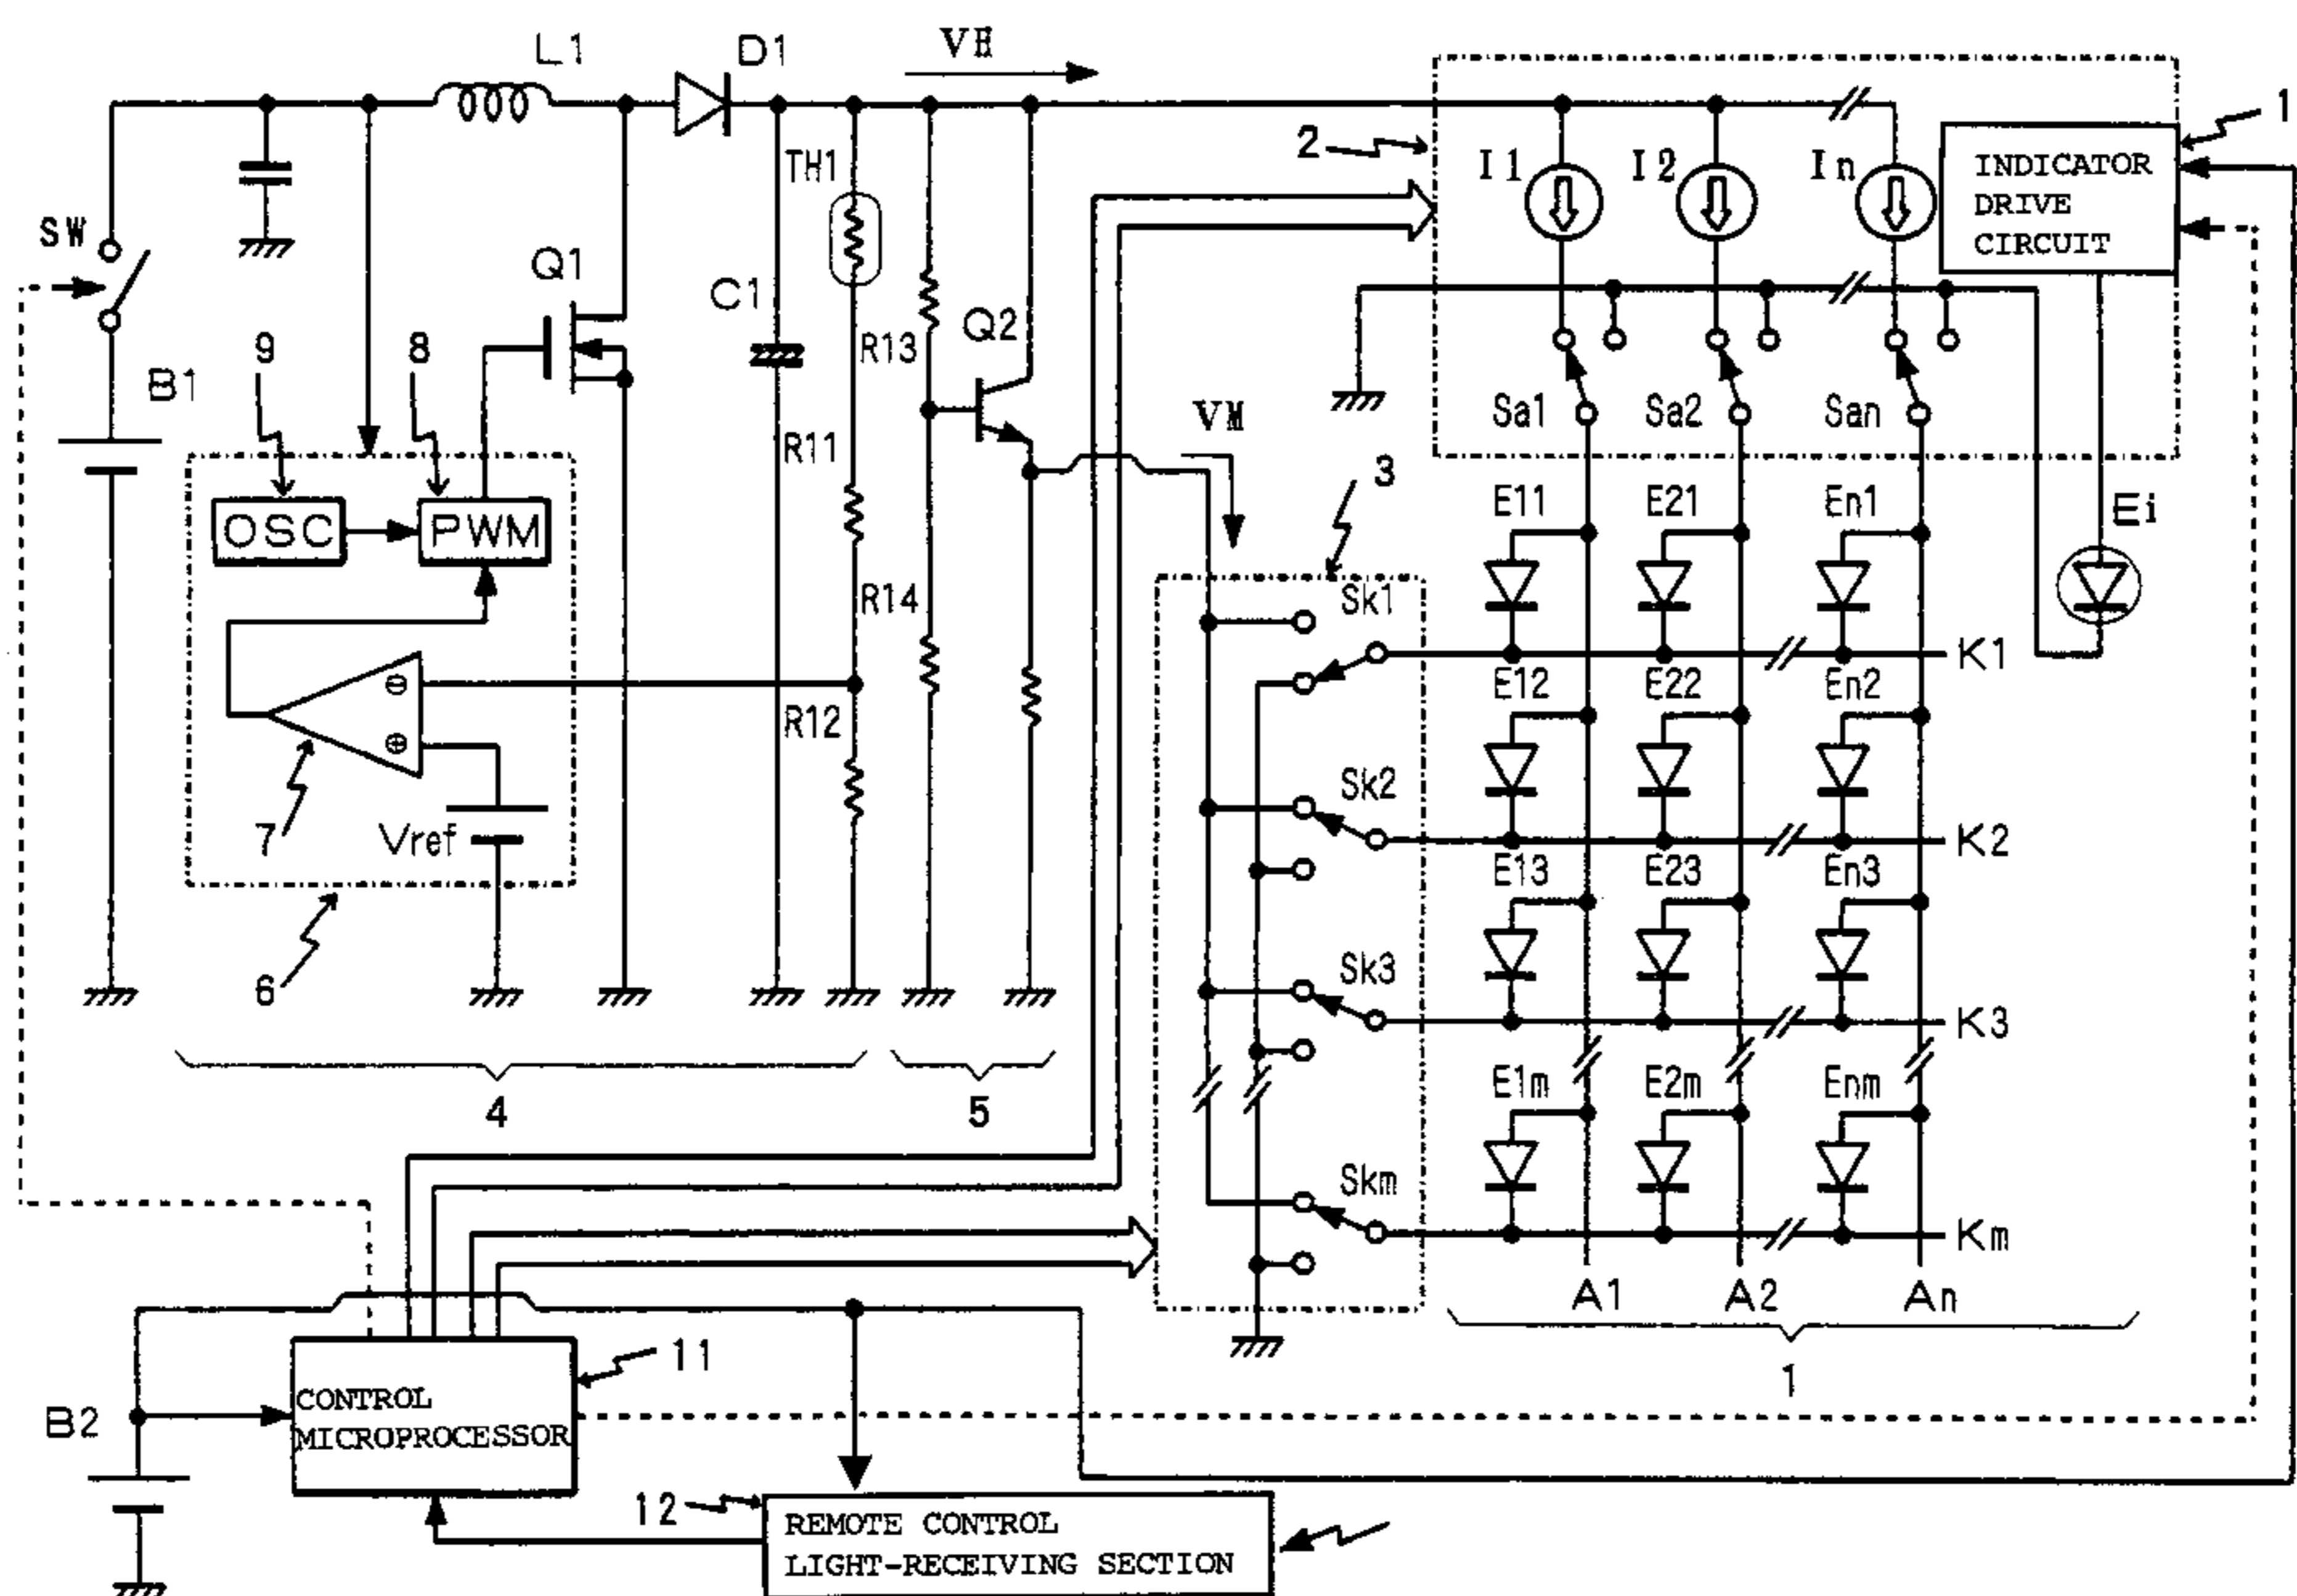 L1
D1
VH
1
2
TH1
I1
I2
In
INDICATOR
DRIVE
CIRCUIT
SW
Q1
C1
R13
Q2
9
8
B1
Sa1
Sa2
San
VM
R11
3
E11
E21
En1
Ei
OSC
PWM
R14
Sk1
K1
E12
E22
En2
R12
Sk2
7
Vref
K2
E13
E23
En3
6
Sk3
K3
E1m
E2m
Enm
4
5
Skm
Km
A1
A2
An
11
1
CONTROL
MICROPROCESSOR
B2
12
REMOTE CONTROL
LIGHT-RECEIVING SECTION